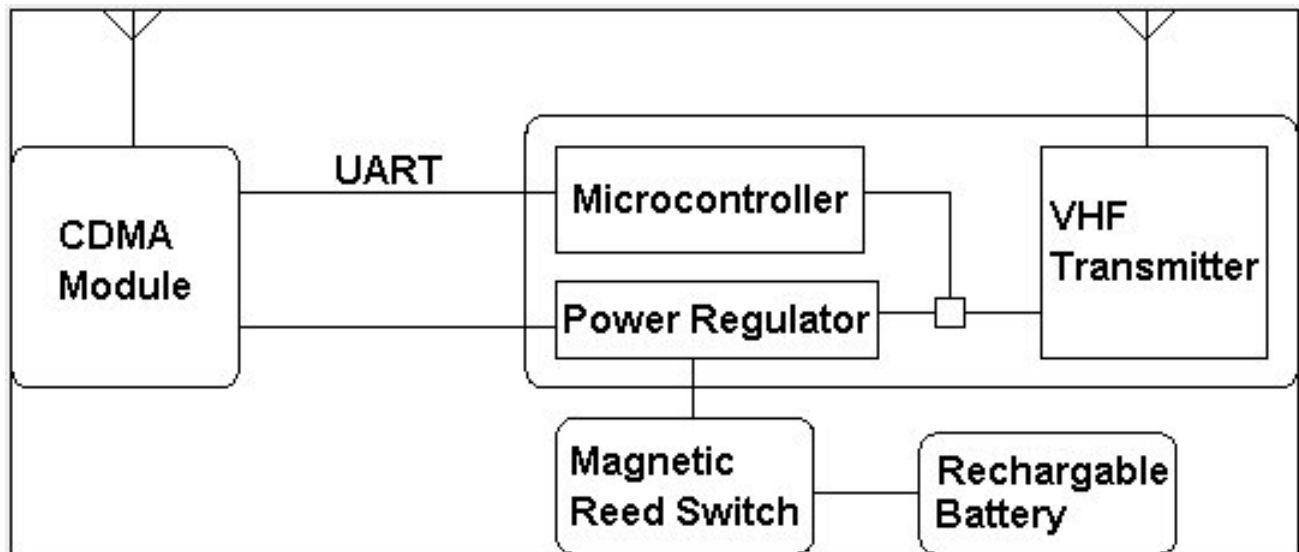 UART
CDMA
Module
Microcontroller
Power Regulator
VHF
Transmitter
Magnetic
Reed Switch
Rechargable
Battery